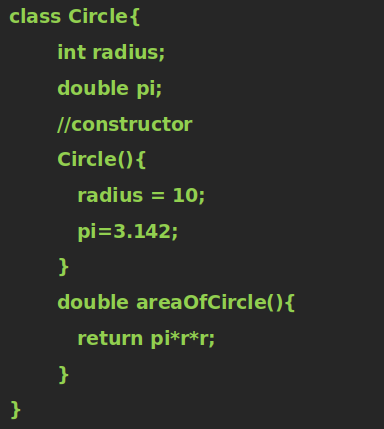 class Circle{
int radius;
double pi;
//constructor
Circle(){
radius = 10;
pi=3.142;
}
double areaOfCircle(){
return pi*r*r;
}
}